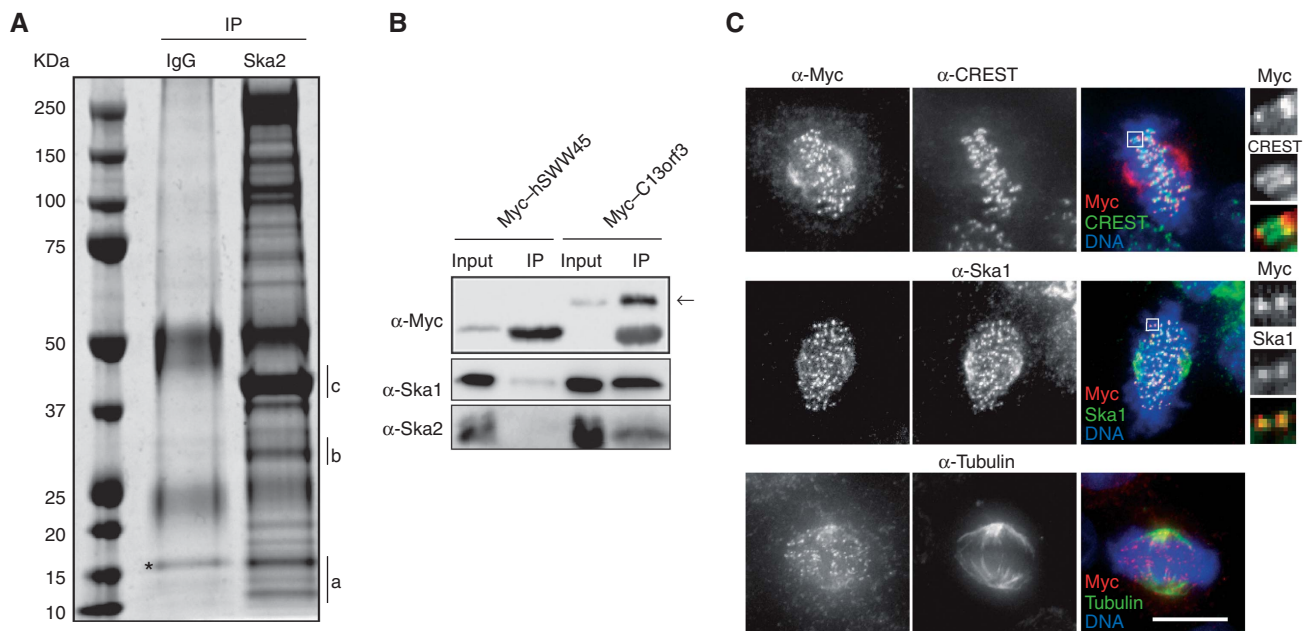 A
IP
KDa
IgG
Ska2
250
150
100
75
50
37
25
20
15
10
*
c
b
a
B
Myc–hSWW45
Myc–C13orf3
Input IP Input IP
α-Myc
←
α-Ska1
α-Ska2
C
α-Myc
α-CREST
Myc
CREST
DNA
Myc
CREST
α-Ska1
Myc
Ska1
DNA
Myc
Ska1
α-Tubulin
Myc
Tubulin
DNA